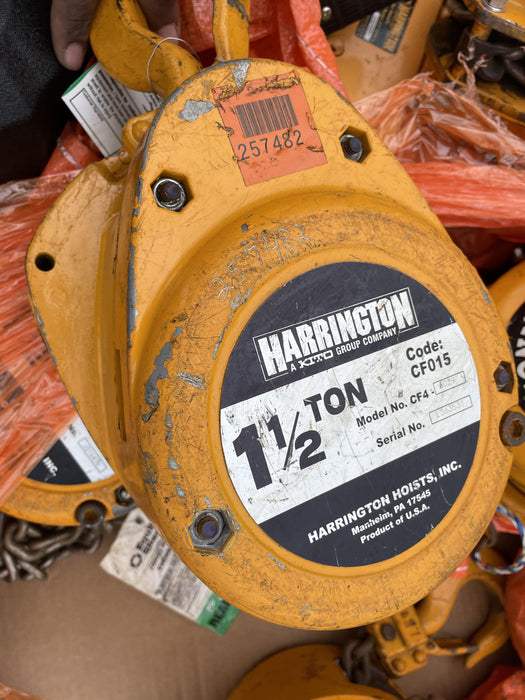 257482
HARRINGTON
A KITO GROUP COMPANY
Code:
CF015
1 1/2 TON
Model No. CF4 -
Serial No.
HARRINGTON HOISTS, INC.
Manheim, PA 17545
Product of U.S.A.
INC.